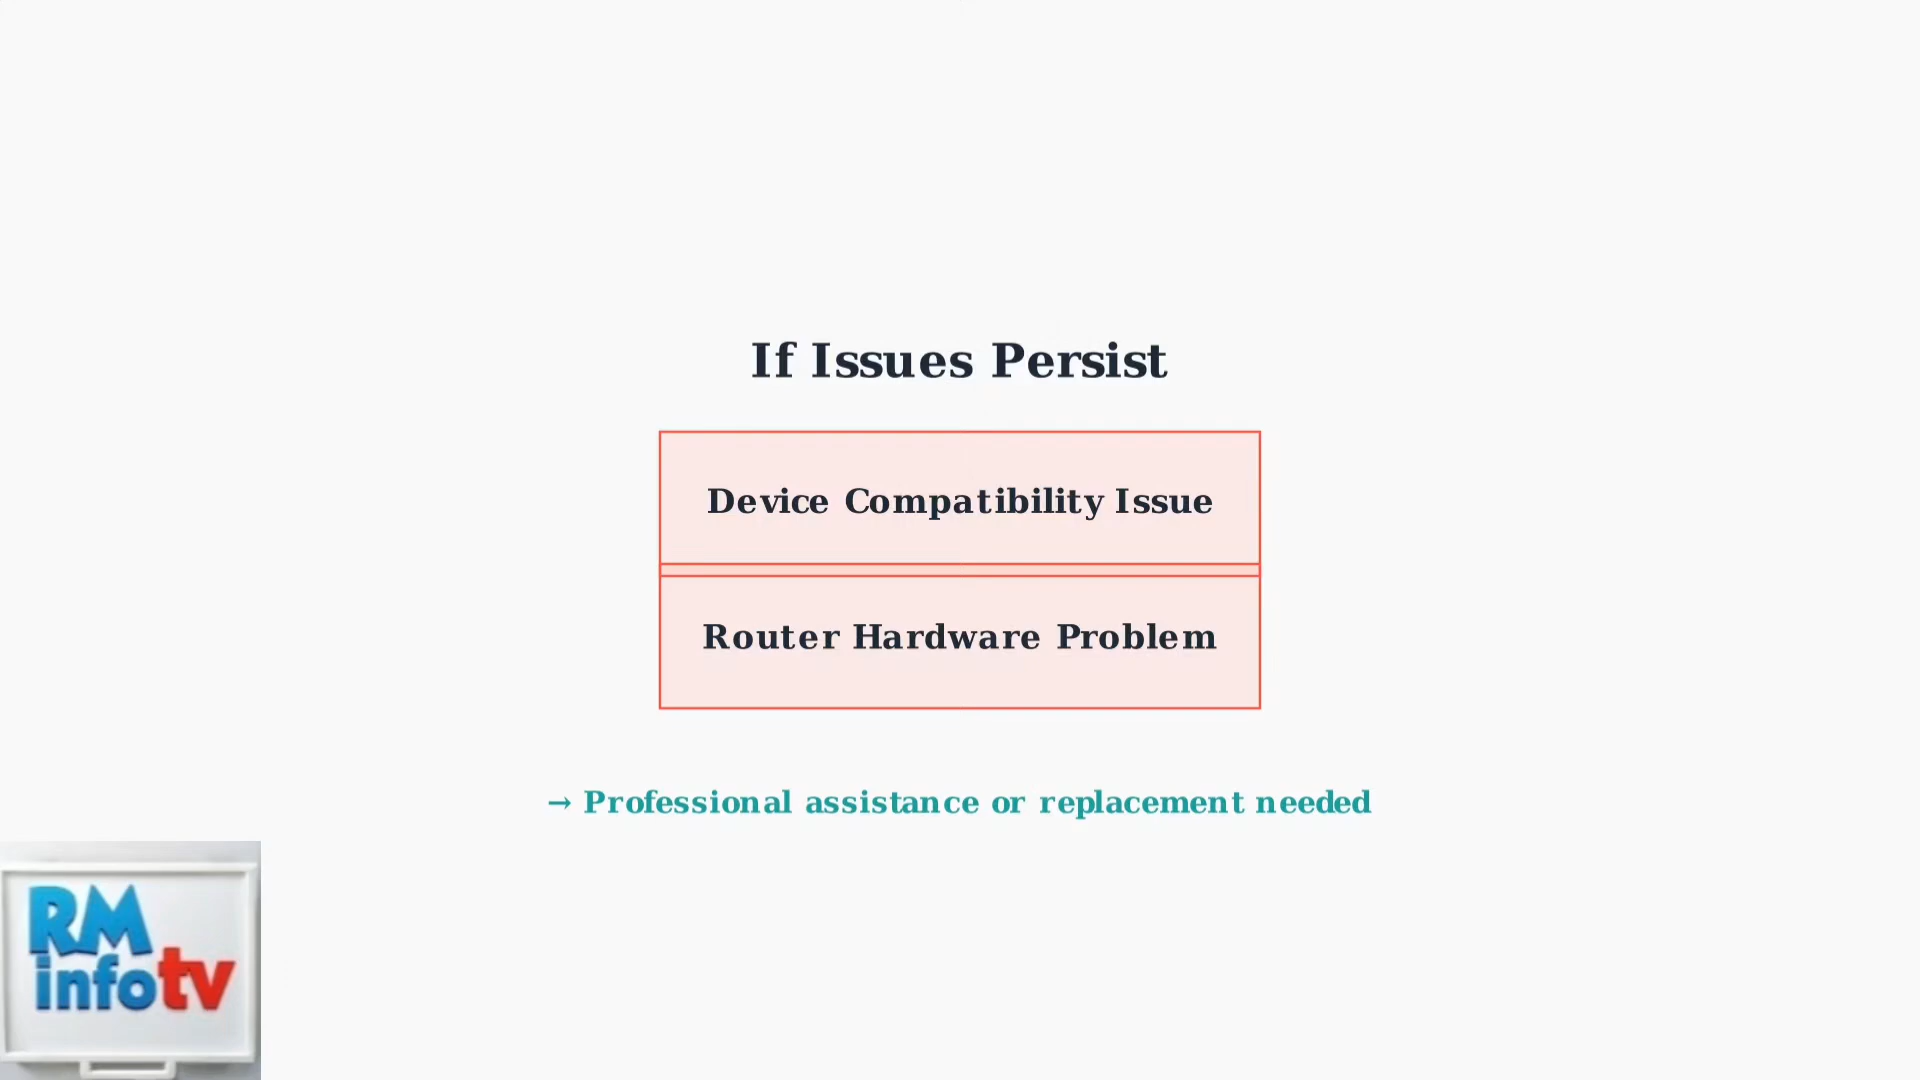 If Issues Persist
Device Compatibility Issue
Router Hardware Problem
→ Professional assistance or replacement needed
RM
infotv